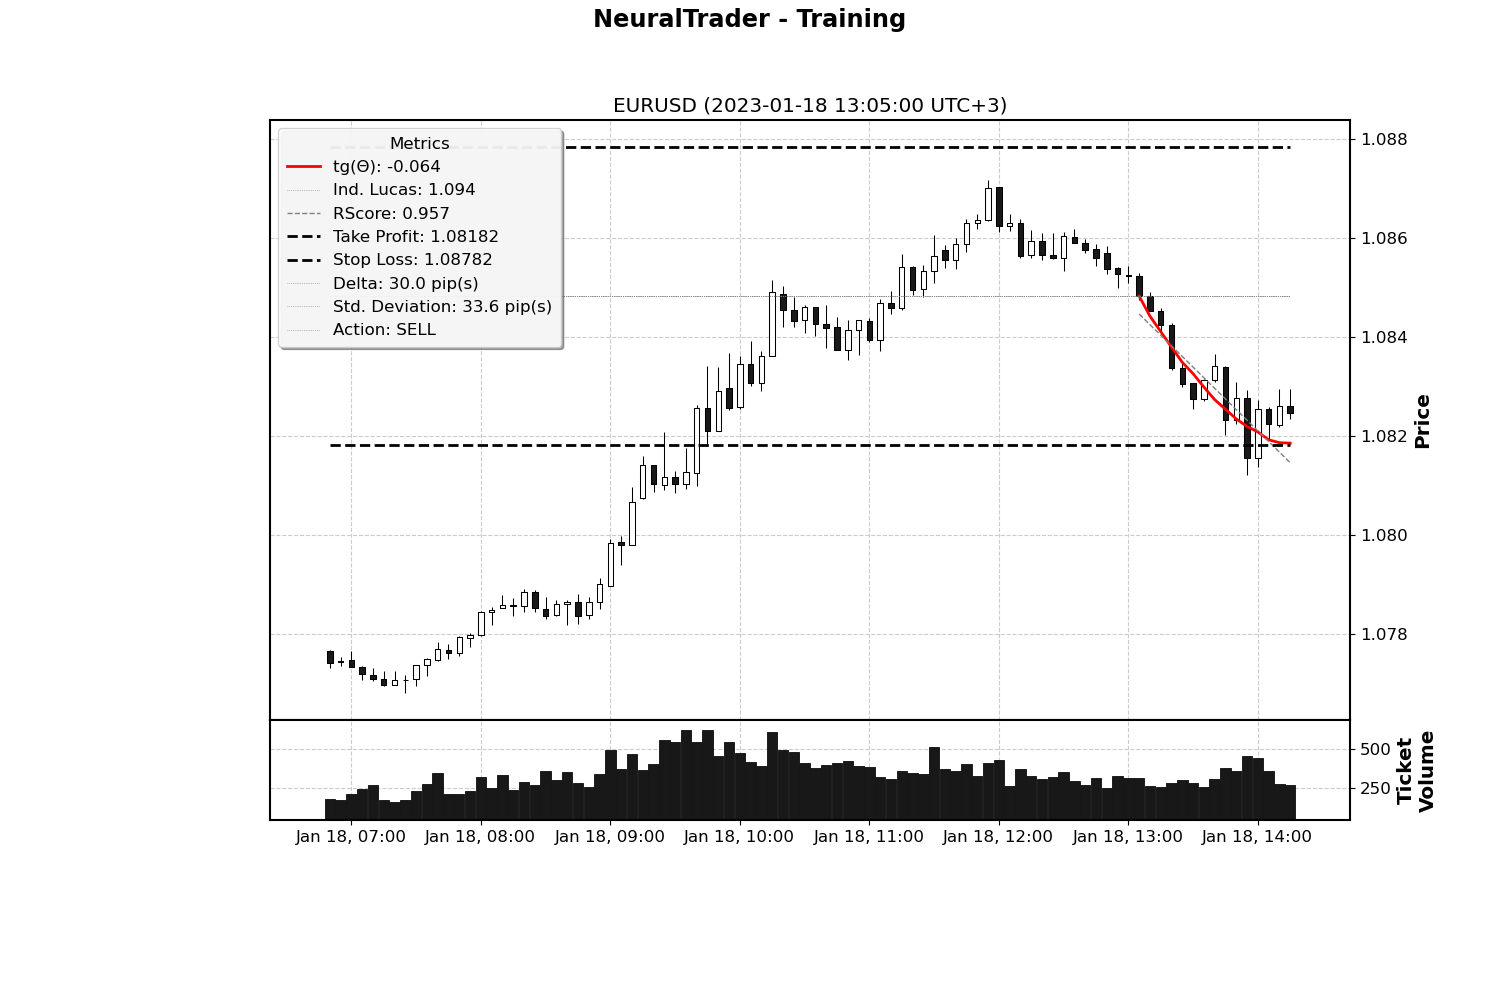 NeuralTrader - Training
EURUSD (2023-01-18 13:05:00 UTC+3)
Metrics
tg(Θ): -0.064
Ind. Lucas: 1.094
RScore: 0.957
Take Profit: 1.08182
Stop Loss: 1.08782
Delta: 30.0 pip(s)
Std. Deviation: 33.6 pip(s)
Action: SELL
1.088
1.086
1.084
1.082
1.080
1.078
Price
500
250
Ticket
Volume
Jan 18, 07:00
Jan 18, 08:00
Jan 18, 09:00
Jan 18, 10:00
Jan 18, 11:00
Jan 18, 12:00
Jan 18, 13:00
Jan 18, 14:00